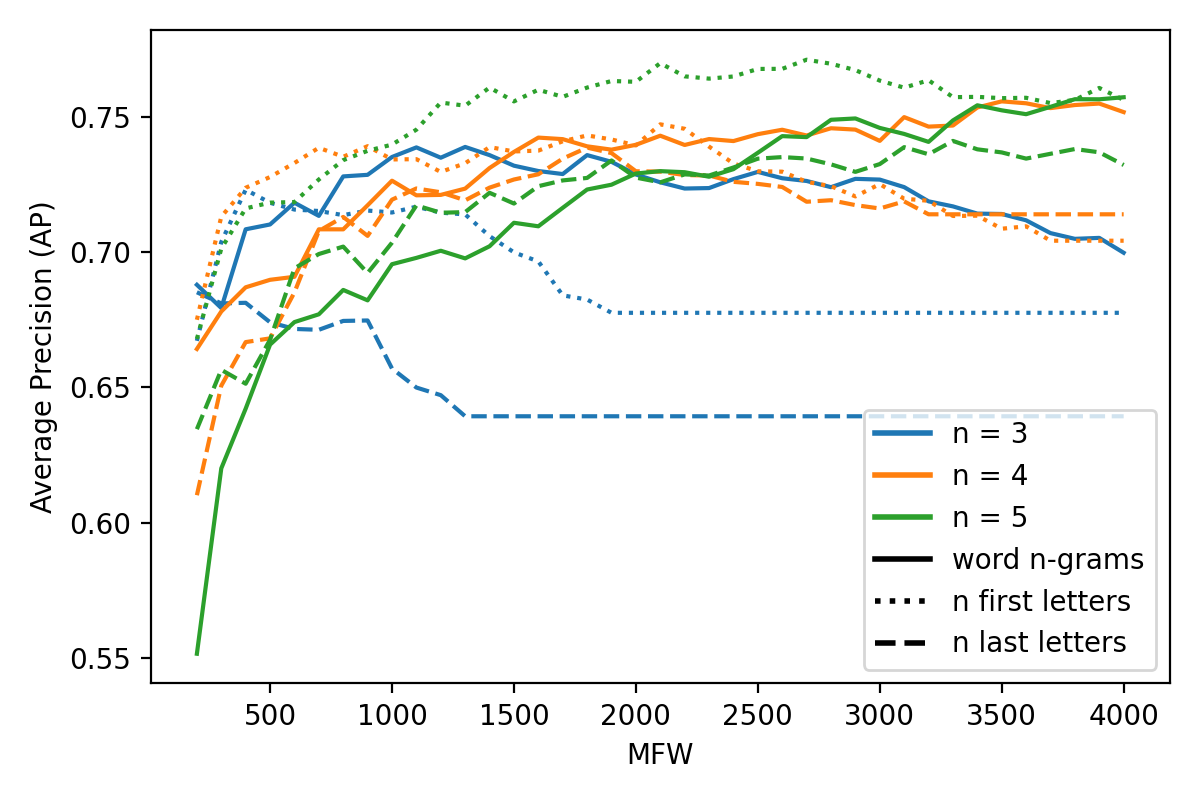 Average Precision (AP)
0.75
0.70
0.65
0.60
0.55
500 1000 1500 2000 2500 3000 3500 4000
MFW
n = 3
n = 4
n = 5
word n-grams
n first letters
n last letters